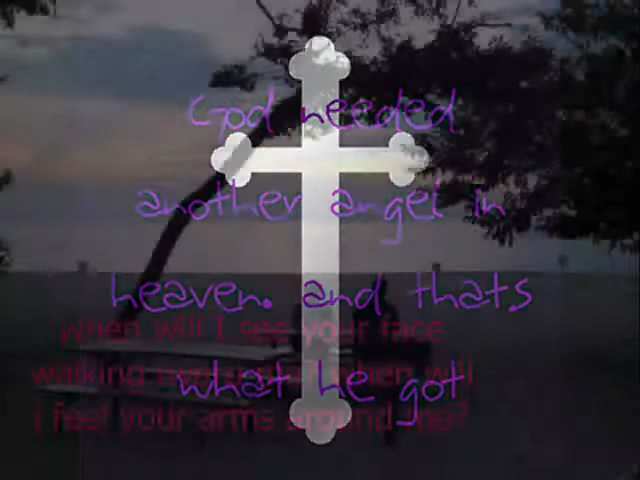 God needed
another angel in
heaven. and thats
when will I see your face
walking
what he got
i feel your arms around me?